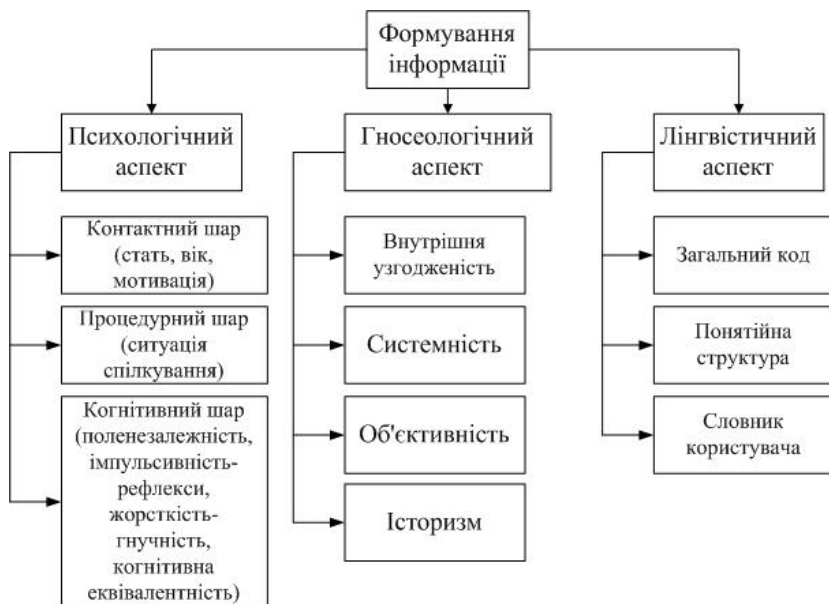 Формування
інформації
Психологічний
аспект
Контактний шар
(стать, вік,
мотивація)
Процедурний шар
(ситуація
спілкування)
Когнітивний шар
(поленезалежність,
імпульсивність-
рефлекси,
жорсткість-
гнучність,
когнітивна
еквівалентність)
Гносеологічний
аспект
Внутрішня
узгодженість
Системність
Об'єктивність
Історизм
Лінгвістичний
аспект
Загальний код
Понятійна
структура
Словник
користувача